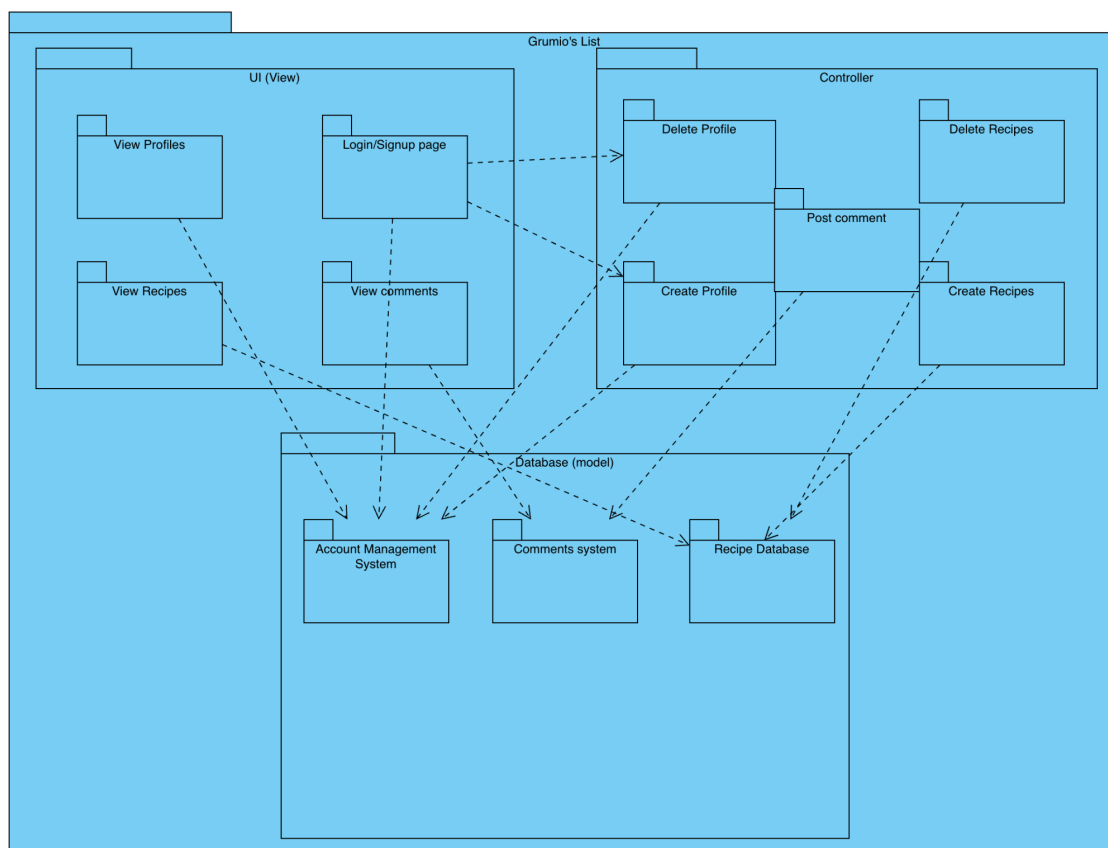 Grumio's List
UI (View)
Controller
View Profiles
Login/Signup page
Delete Profile
Delete Recipes
Post comment
View Recipes
View comments
Create Profile
Create Recipes
Database (model)
Account Management
System
Comments system
Recipe Database